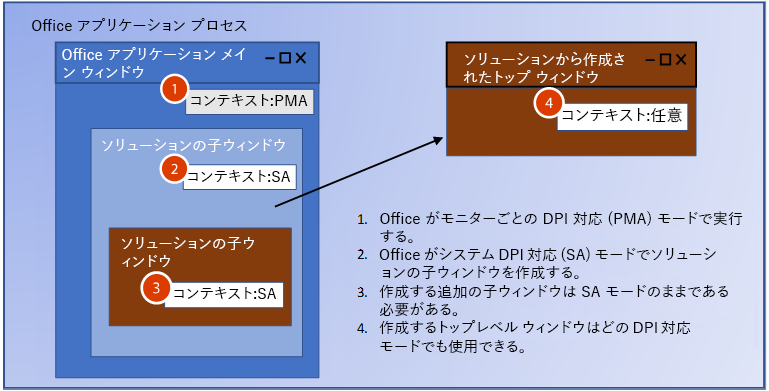 Office アプリケーション プロセス
Office アプリケーション メイ
ン ウィンドウ
1
コンテキスト:PMA
ソリューションの子ウィンドウ
2
コンテキスト:SA
ソリューションの子ウ
ィンドウ
3
コンテキスト:SA
ソリューションから作成さ
れたトップ ウィンドウ
4
コンテキスト:任意
1. Office がモニターごとの DPI 対応 (PMA) モードで実行
する。
2. Office がシステム DPI 対応 (SA) モードでソリューシ
ョンの子ウィンドウを作成する。
3. 作成する追加の子ウィンドウは SA モードのままである
必要がある。
4. 作成するトップレベル ウィンドウはどの DPI 対応
モードでも使用できる。